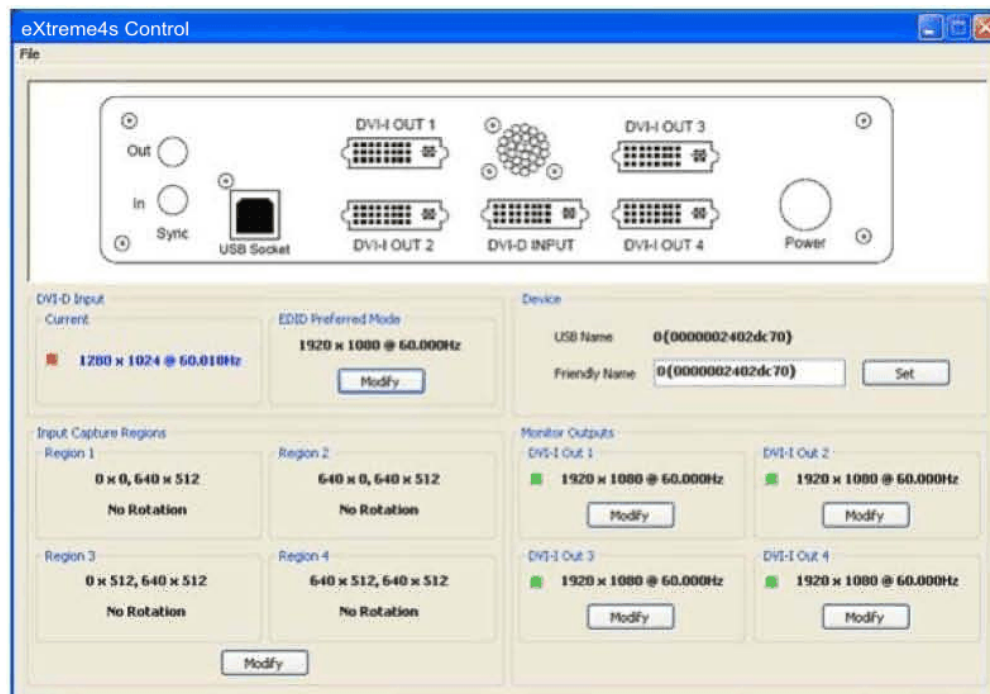 eXtreme4s Control
File
DVI-I OUT 1
DVI-I OUT 3
Out
In
Sync
USB Socket
DVI-I OUT 2
DVI-D INPUT
DVI-I OUT 4
Power
DVI-D Input
Current
1280 x 1024 @ 60.010Hz
EDID Preferred Mode
1920 x 1080 @ 60.000Hz
Modify
Device
USB Name 0{0000002402dc70}
Friendly Name 0{0000002402dc70} Set
Input Capture Regions
Region 1
0 x 0, 640 x 512
No Rotation
Region 2
640 x 0, 640 x 512
No Rotation
Region 3
0 x 512, 640 x 512
No Rotation
Region 4
640 x 512, 640 x 512
No Rotation
Modify
Monitor Outputs
DVI-I Out 1
1920 x 1080 @ 60.000Hz
Modify
DVI-I Out 2
1920 x 1080 @ 60.000Hz
Modify
DVI-I Out 3
1920 x 1080 @ 60.000Hz
Modify
DVI-I Out 4
1920 x 1080 @ 60.000Hz
Modify